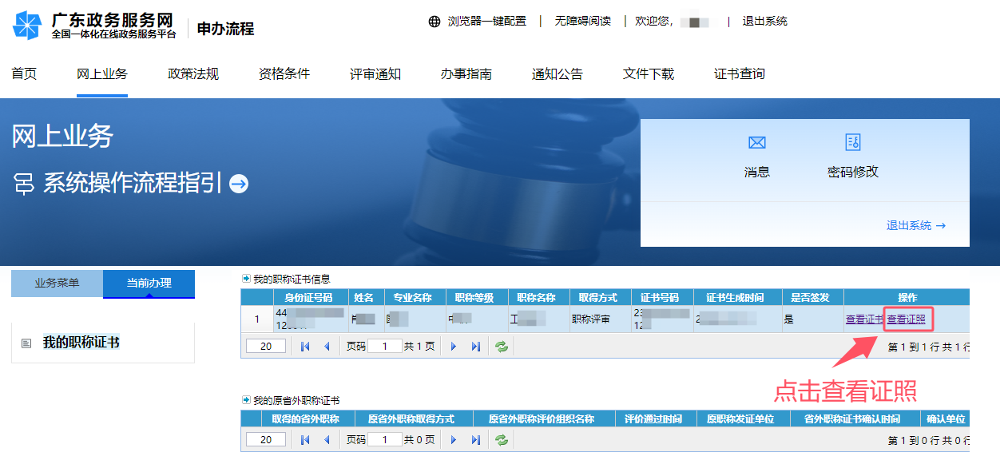 广东政务服务网
全国一体化在线政务服务平台
申办流程
浏览器一键配置 | 无障碍阅读 | 欢迎您, | 退出系统
首页 网上业务 政策法规 资格条件 评审通知 办事指南 通知公告 文件下载 证书查询
网上业务
系统操作流程指引
消息 密码修改
退出系统 →
业务菜单 当前办理
我的职称证书
我的职称证书信息
身份证号码 姓名 专业名称 职称等级 职称名称 取得方式 证书号码 证书生成时间 是否签发 操作
1 44 职称评审 23 2 是 查看证书 查看证照
20 页码 1 共 1 页 第 1 到 1 行 共 1 行
点击查看证照
我的原省外职称证书
取得的省外职称 原省外职称取得方式 原省外职称评价组织名称 评价通过时间 原职称发证单位 省外职称证书确认时间 确认单位
20 页码 1 共 0 页 第 1 到 0 行 共 0 行